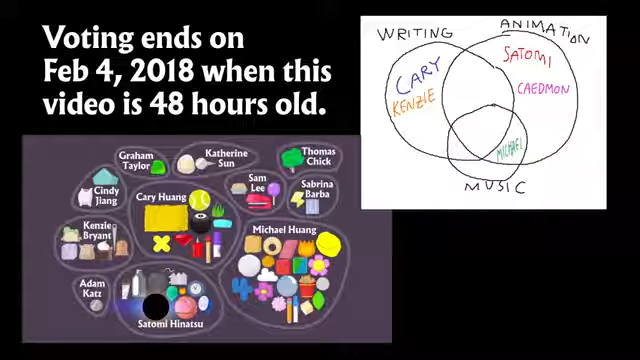 Voting ends on
Feb 4, 2018 when this
video is 48 hours old.
WRITING
ANIMATION
CARY
KENZIE
SATOMI
CAEDMON
MICHAEL
MUSIC
Graham
Taylor
Katherine
Sun
Thomas
Chick
Cindy
Jiang
Cary Huang
Sam
Lee
Sabrina
Barba
Kenzie
Bryant
Michael Huang
Adam
Katz
Satomi Hinatsu